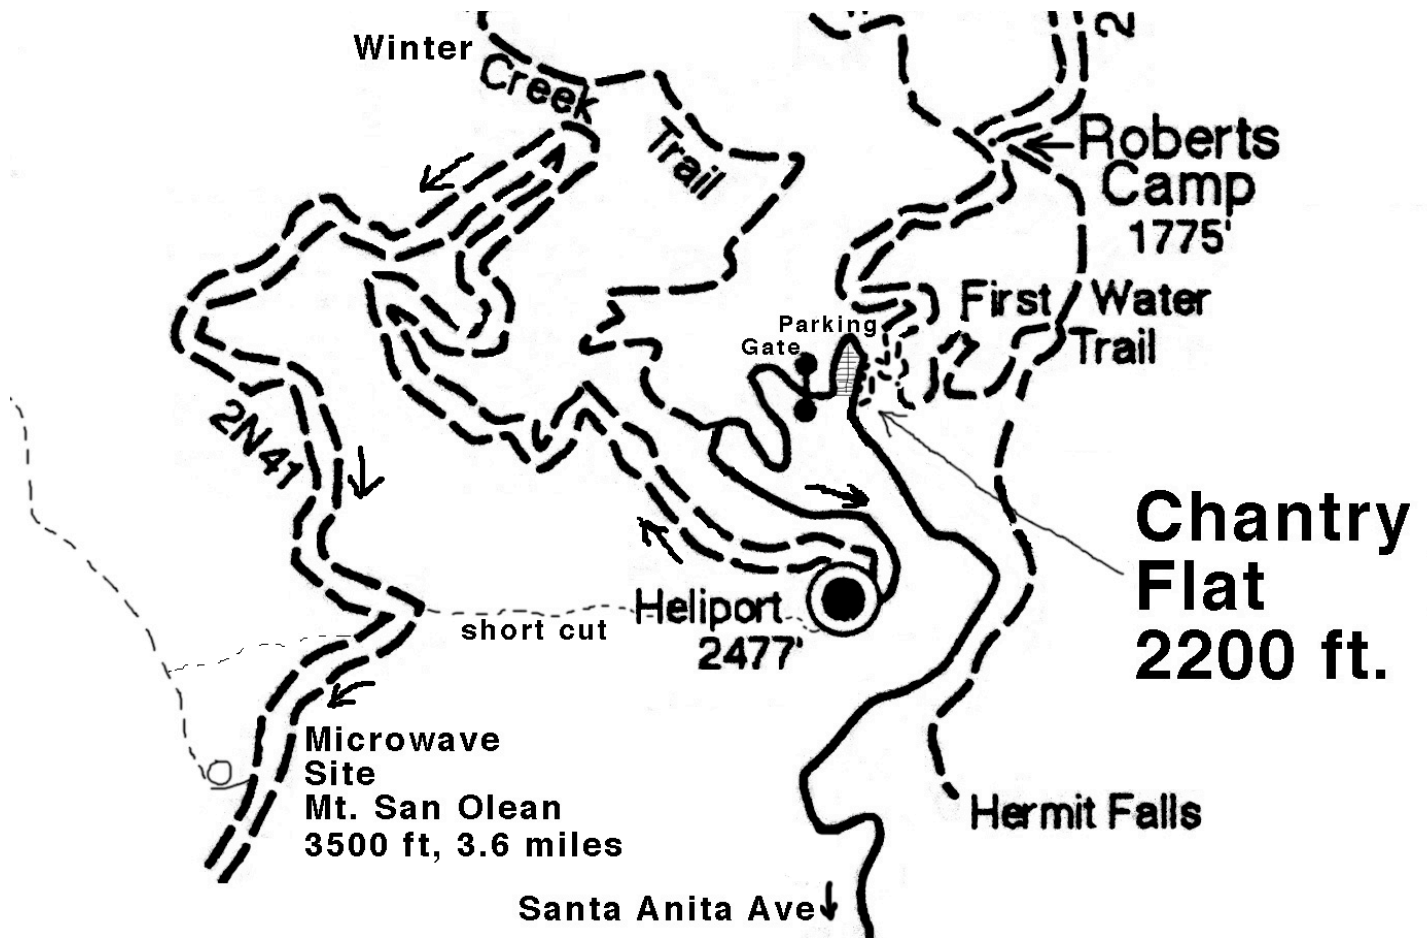 Winter
Creek
Trail
2
Roberts
Camp
1775'
First Water
Trail
Parking
Gate
2N41
Chantry
Flat
2200 ft.
Heliport
2477'
short cut
Microwave
Site
Mt. San Olean
3500 ft, 3.6 miles
Hermit Falls
Santa Anita Ave